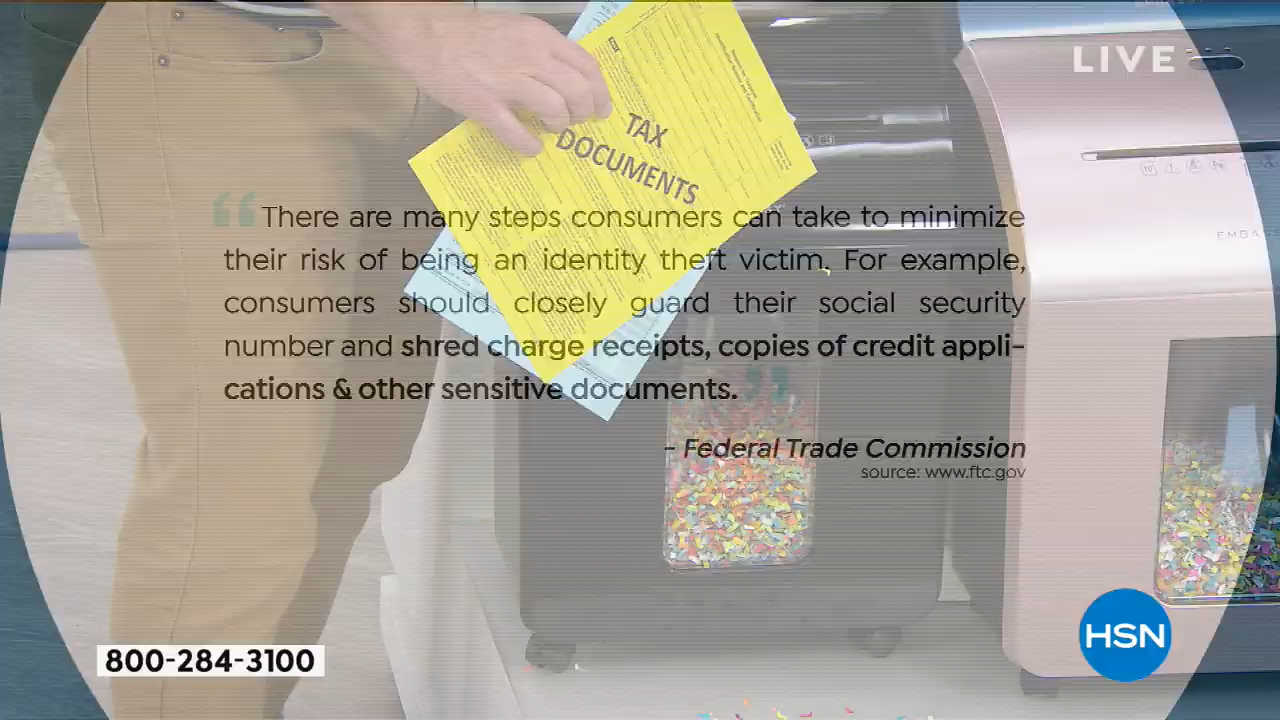 LIVE
TAX
DOCUMENTS
“There are many steps consumers can take to minimize
their risk of being an identity theft victim. For example,
consumers should closely guard their social security
number and shred charge receipts, copies of credit appli-
cations & other sensitive documents.”
– Federal Trade Commission
source: www.ftc.gov
800-284-3100
HSN